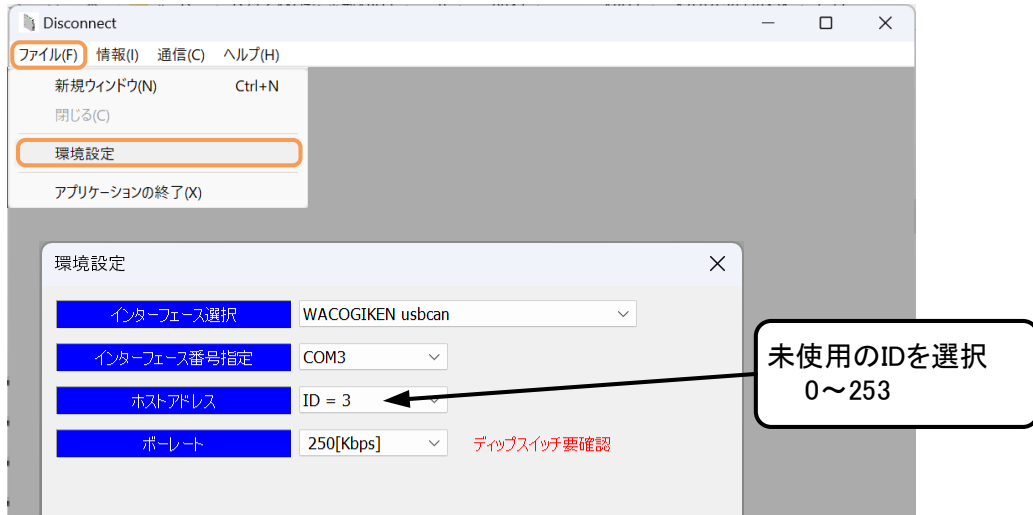 Disconnect
ファイル(F) 情報(I) 通信(C) ヘルプ(H)
新規ウィンドウ(N) Ctrl+N
閉じる(C)
環境設定
アプリケーションの終了(X)
環境設定
インターフェース選択 WACOGIKEN usbcan
インターフェース番号指定 COM3
ホストアドレス ID = 3
ボーレート 250[Kbps] ディップスイッチ要確認
未使用のIDを選択
0～253